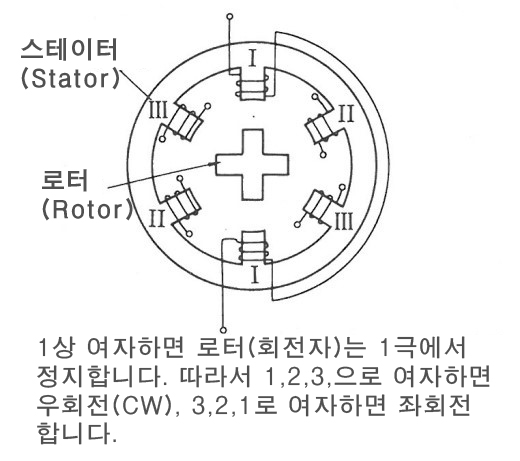 스테이터
(Stator)
I
III
II
로터
(Rotor)
II
III
I
1상 여자하면 로터(회전자)는 1극에서
정지합니다. 따라서 1,2,3,으로 여자하면
우회전(CW), 3,2,1로 여자하면 좌회전
합니다.